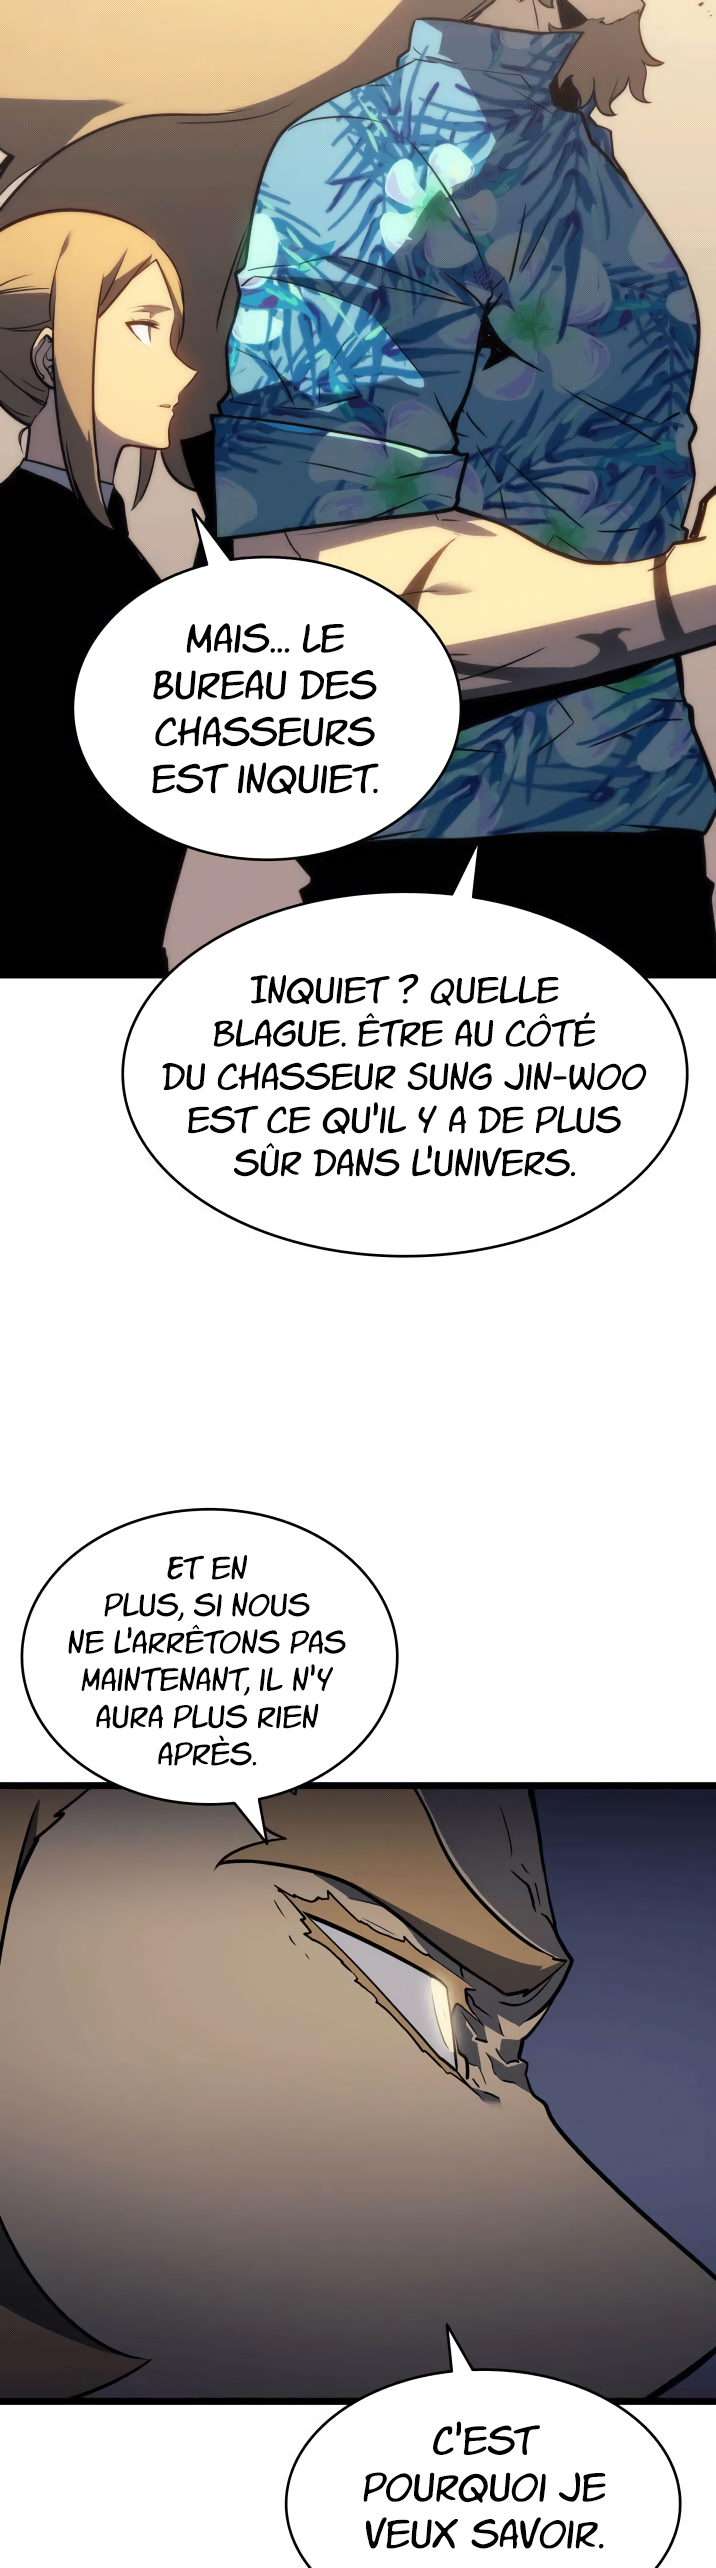 MAIS... LE
BUREAU DES
CHASSEURS
EST INQUIET.
INQUIET ? QUELLE
BLAGUE. ÊTRE AU CÔTÉ
DU CHASSEUR SUNG JIN-WOO
EST CE QU'IL Y A DE PLUS
SÛR DANS L'UNIVERS.
ET EN
PLUS, SI NOUS
NE L'ARRÊTONS PAS
MAINTENANT, IL N'Y
AURA PLUS RIEN
APRÈS.
C'EST
POURQUOI JE
VEUX SAVOIR.